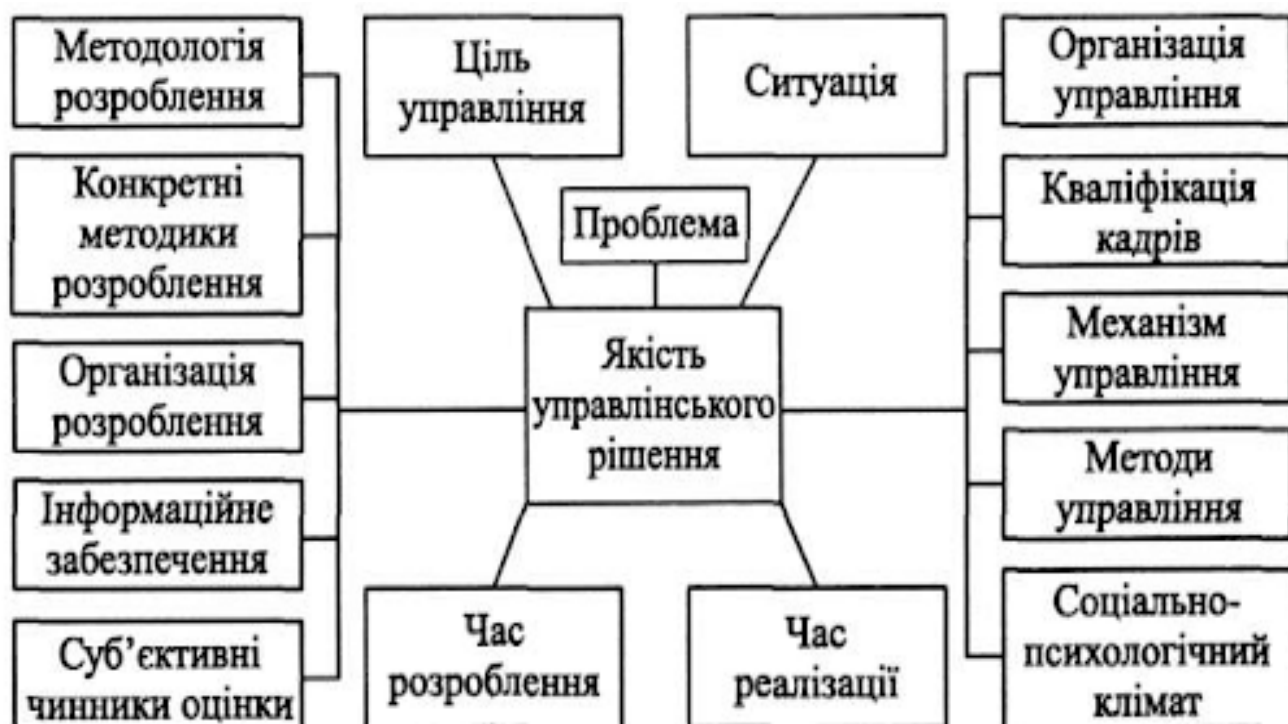 Методологія
розроблення
Конкретні
методики
розроблення
Організація
розроблення
Інформаційне
забезпечення
Суб’єктивні
чинники оцінки
Ціль
управління
Ситуація
Проблема
Якість
управлінського
рішення
Час
розроблення
Час
реалізації
Організація
управління
Кваліфікація
кадрів
Механізм
управління
Методи
управління
Соціально-
психологічний
клімат